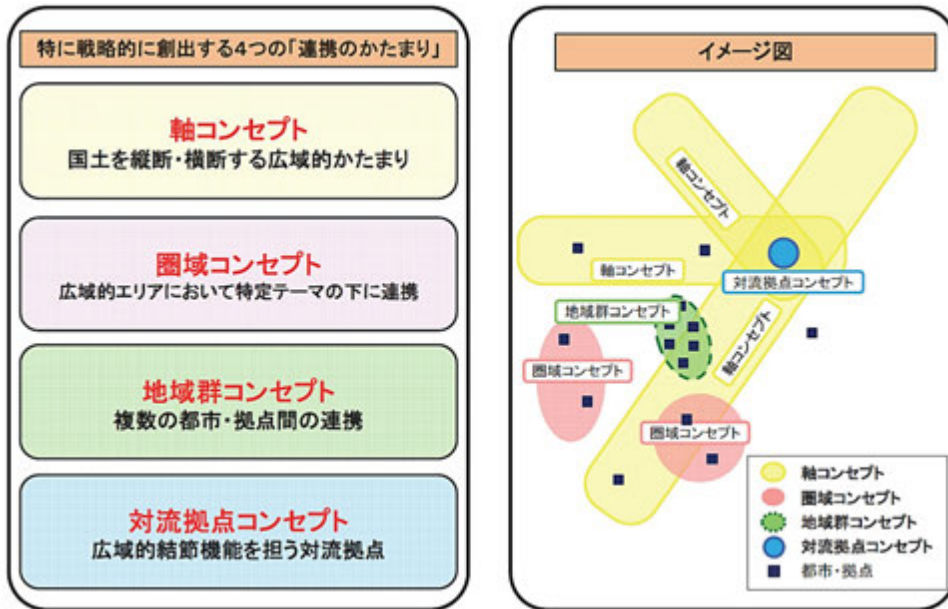 特に戦略的に創出する4つの「連携のかたまり」
軸コンセプト
国土を縦断・横断する広域的かたまり
圏域コンセプト
広域的エリアにおいて特定テーマの下に連携
地域群コンセプト
複数の都市・拠点間の連携
対流拠点コンセプト
広域的結節機能を担う対流拠点
イメージ図
軸コンセプト
軸コンセプト
対流拠点コンセプト
地域群コンセプト
軸コンセプト
圏域コンセプト
圏域コンセプト
軸コンセプト
圏域コンセプト
地域群コンセプト
対流拠点コンセプト
都市・拠点